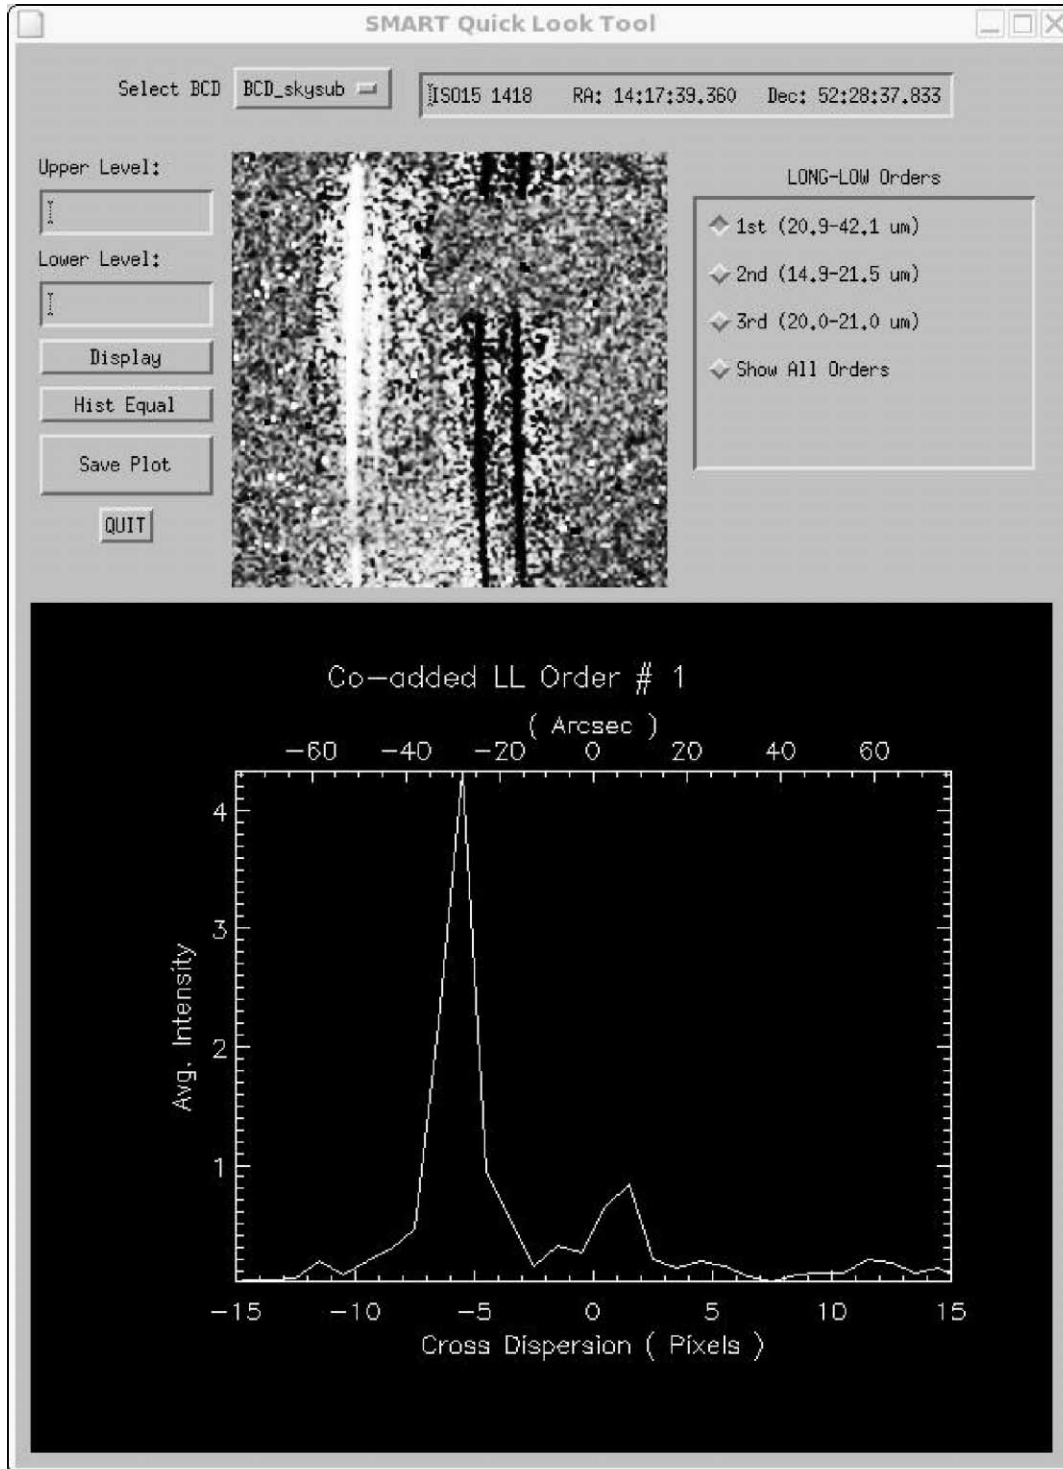 SMART Quick Look Tool
Select BCD BCD_skysub ISO15 1418 RA: 14:17:39.360 Dec: 52:28:37.833
Upper Level:
Lower Level:
Display
Hist Equal
Save Plot
QUIT
LONG-LOW Orders
1st (20.9-42.1 um)
2nd (14.9-21.5 um)
3rd (20.0-21.0 um)
Show All Orders
Co-added LL Order # 1
( Arcsec )
-60 -40 -20 0 20 40 60
4
3
2
1
Avg. Intensity
-15 -10 -5 0 5 10 15
Cross Dispersion ( Pixels )